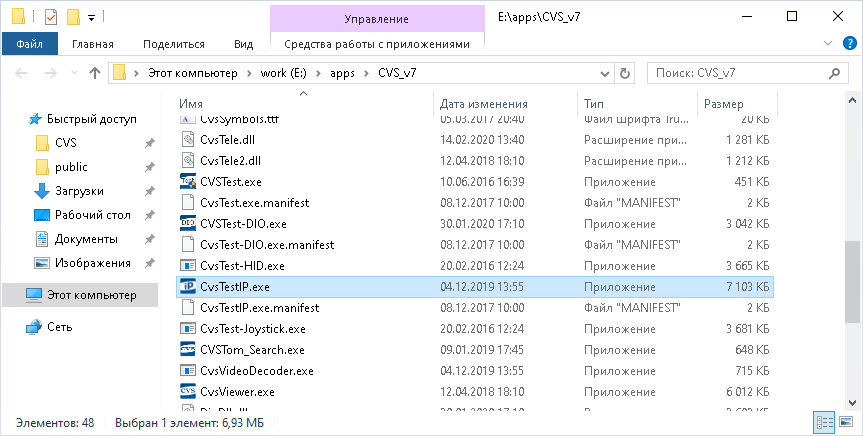 Управление
E:\apps\CVS_v7
Файл Главная Поделиться Вид Средства работы с приложениями
Этот компьютер work (E:) apps CVS_v7
Поиск: CVS_v7
Имя Дата изменения Тип Размер
Быстрый доступ
CVS
public
Загрузки
Рабочий стол
Документы
Изображения
Этот компьютер
Сеть
CvsSymbols.ttf 05.03.2017 20:40 Файл шрифта Tru... 20 КБ
CvsTele.dll 14.02.2020 13:40 Расширение при... 1 281 КБ
CvsTele2.dll 12.04.2018 18:10 Расширение при... 1 212 КБ
CVSTest.exe 10.06.2016 16:39 Приложение 451 КБ
CvsTest.exe.manifest 08.12.2017 10:00 Файл "MANIFEST" 2 КБ
CVSTest-DIO.exe 30.01.2020 17:10 Приложение 3 042 КБ
CvsTest-DIO.exe.manifest 08.12.2017 10:00 Файл "MANIFEST" 2 КБ
CvsTest-HID.exe 20.02.2016 12:24 Приложение 3 665 КБ
CvsTestIP.exe 04.12.2019 13:55 Приложение 7 103 КБ
CvsTestIP.exe.manifest 08.12.2017 10:00 Файл "MANIFEST" 2 КБ
CvsTest-Joystick.exe 20.02.2016 12:24 Приложение 3 681 КБ
CVSTom_Search.exe 09.01.2019 17:45 Приложение 648 КБ
CvsVideoDecoder.exe 04.12.2019 13:55 Приложение 715 КБ
CvsViewer.exe 12.04.2018 18:10 Приложение 6 012 КБ
Элементов: 48 Выбран 1 элемент: 6,93 МБ